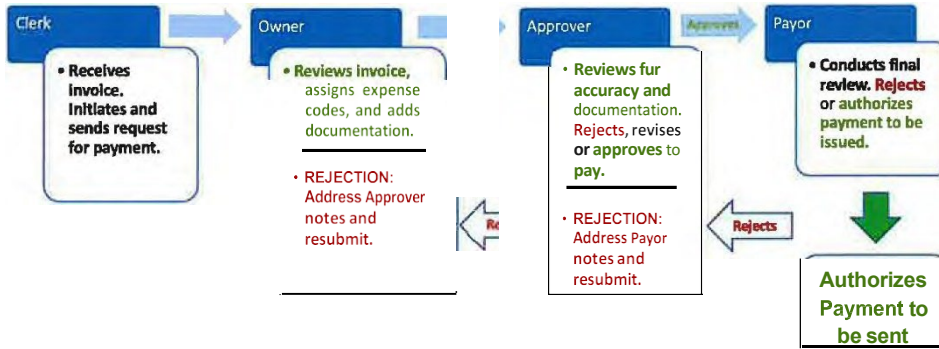 Clerk
Owner
Approver
Approves
Payor
• Receives
invoice.
Initiates and
sends request
for payment.
• Reviews invoice,
assigns expense
codes, and adds
documentation.
• REJECTION:
Address Approver
notes and
resubmit.
Re
• Reviews fur
accuracy and
documentation.
Rejects, revises
or approves to
pay.
• REJECTION:
Address Payor
notes and
resubmit.
Rejects
• Conducts final
review. Rejects
or authorizes
payment to be
issued.
Authorizes
Payment to
be sent